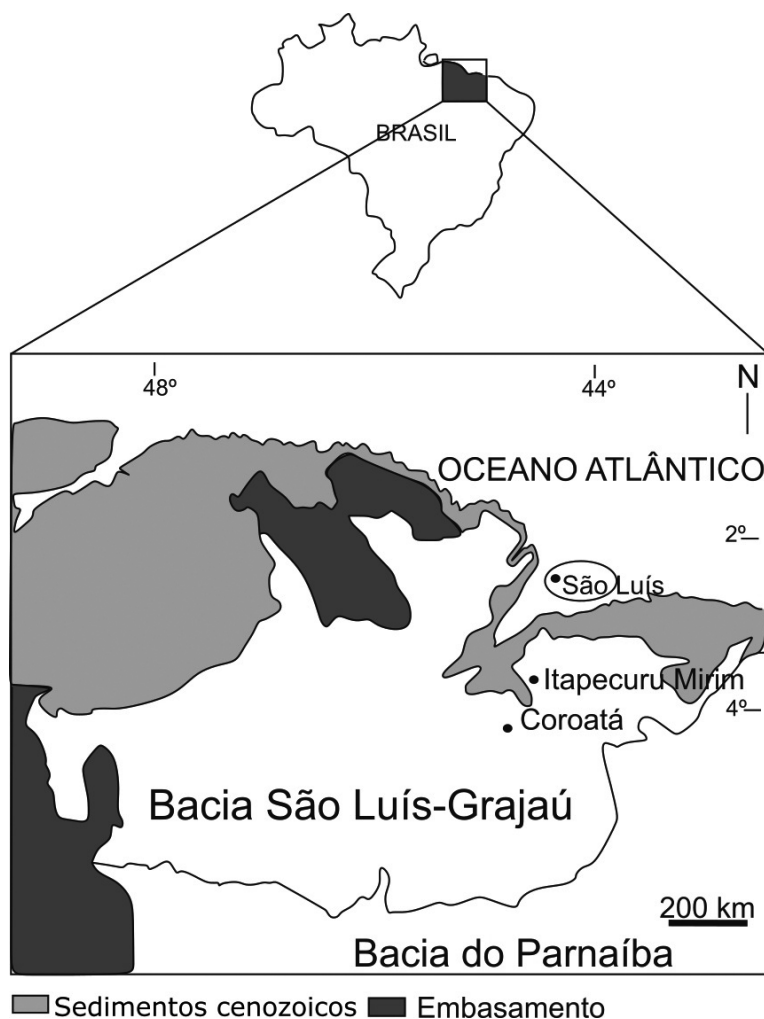 BRASIL
48º
44º
N
OCEANO ATLÂNTICO
2º
São Luís
Itapecuru Mirim
4º
Coroatá
Bacia São Luís-Grajaú
200 km
Bacia do Parnaíba
Sedimentos cenozoicos
Embasamento